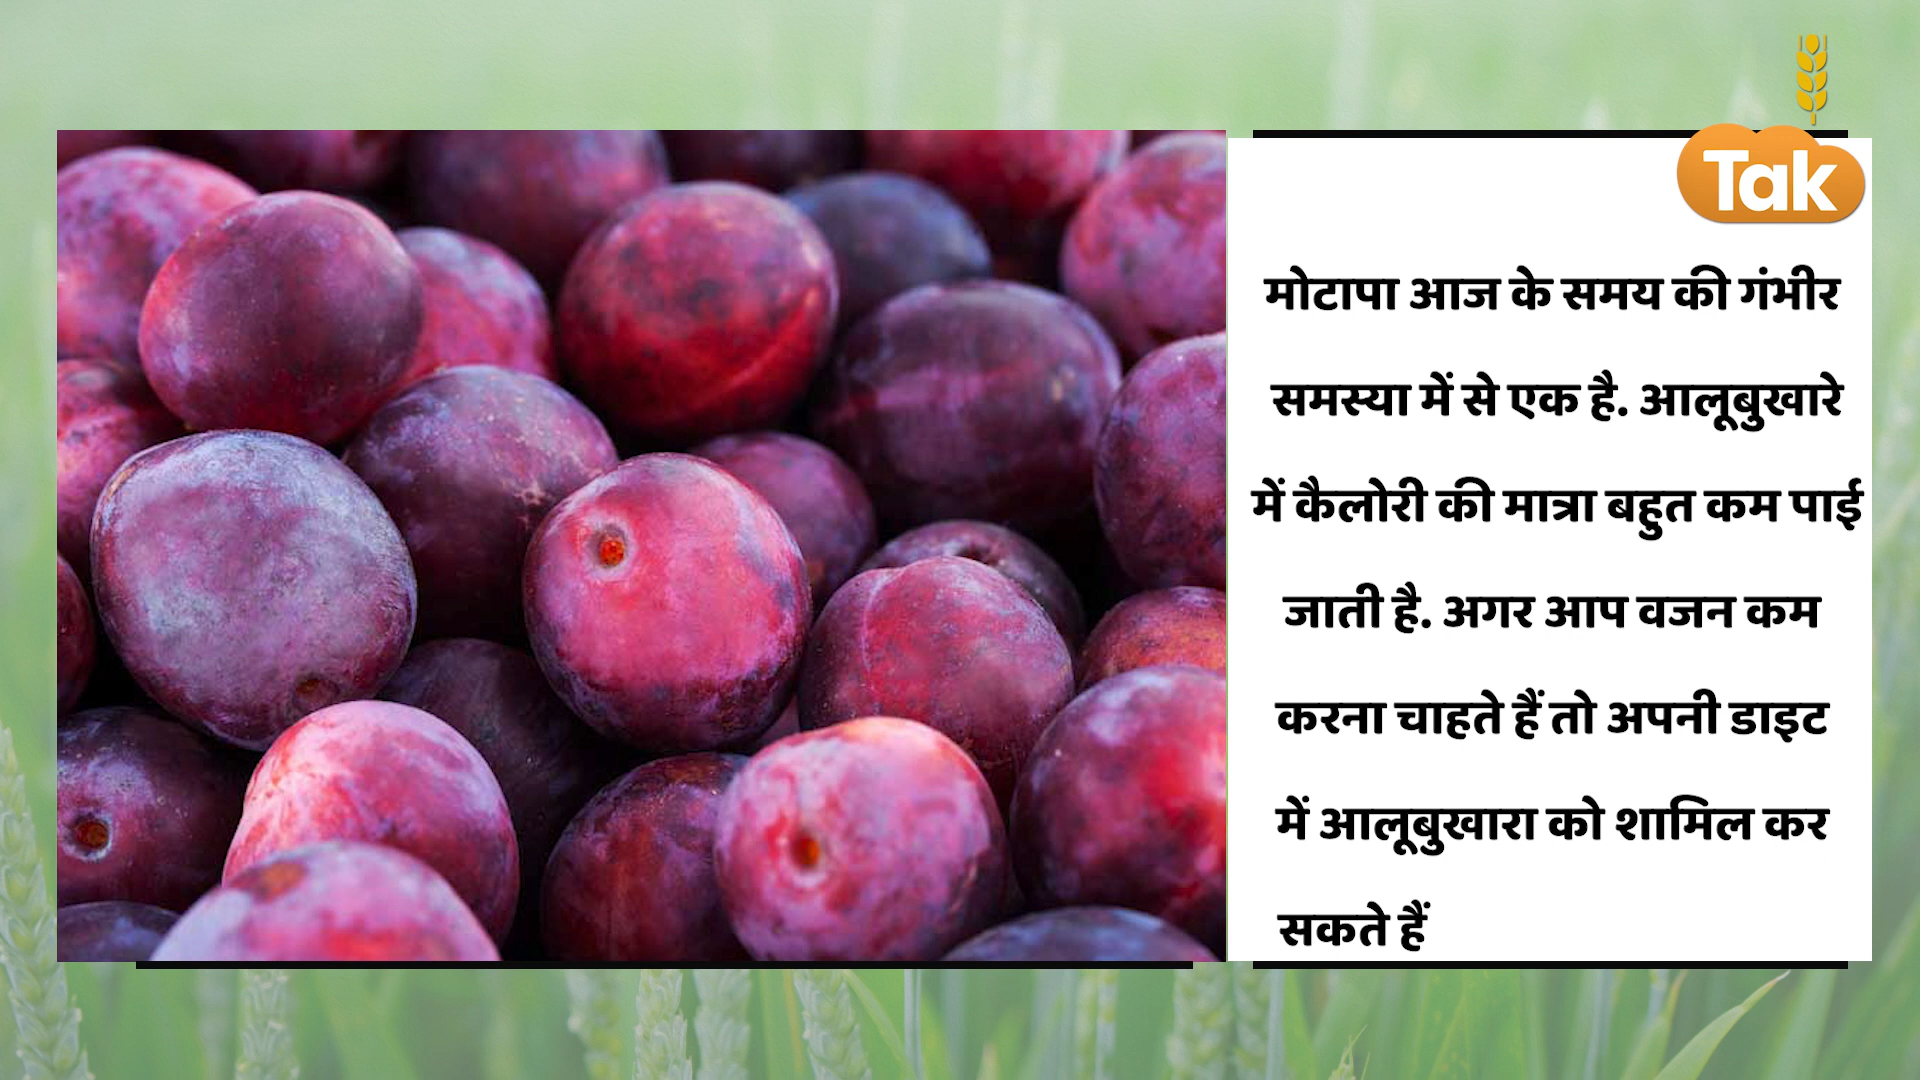 Tak
मोटापा आज के समय की गंभीर
समस्या में से एक है. आलूबुखारे
में कैलोरी की मात्रा बहुत कम पाई
जाती है. अगर आप वजन कम
करना चाहते हैं तो अपनी डाइट
में आलूबुखारा को शामिल कर
सकते हैं